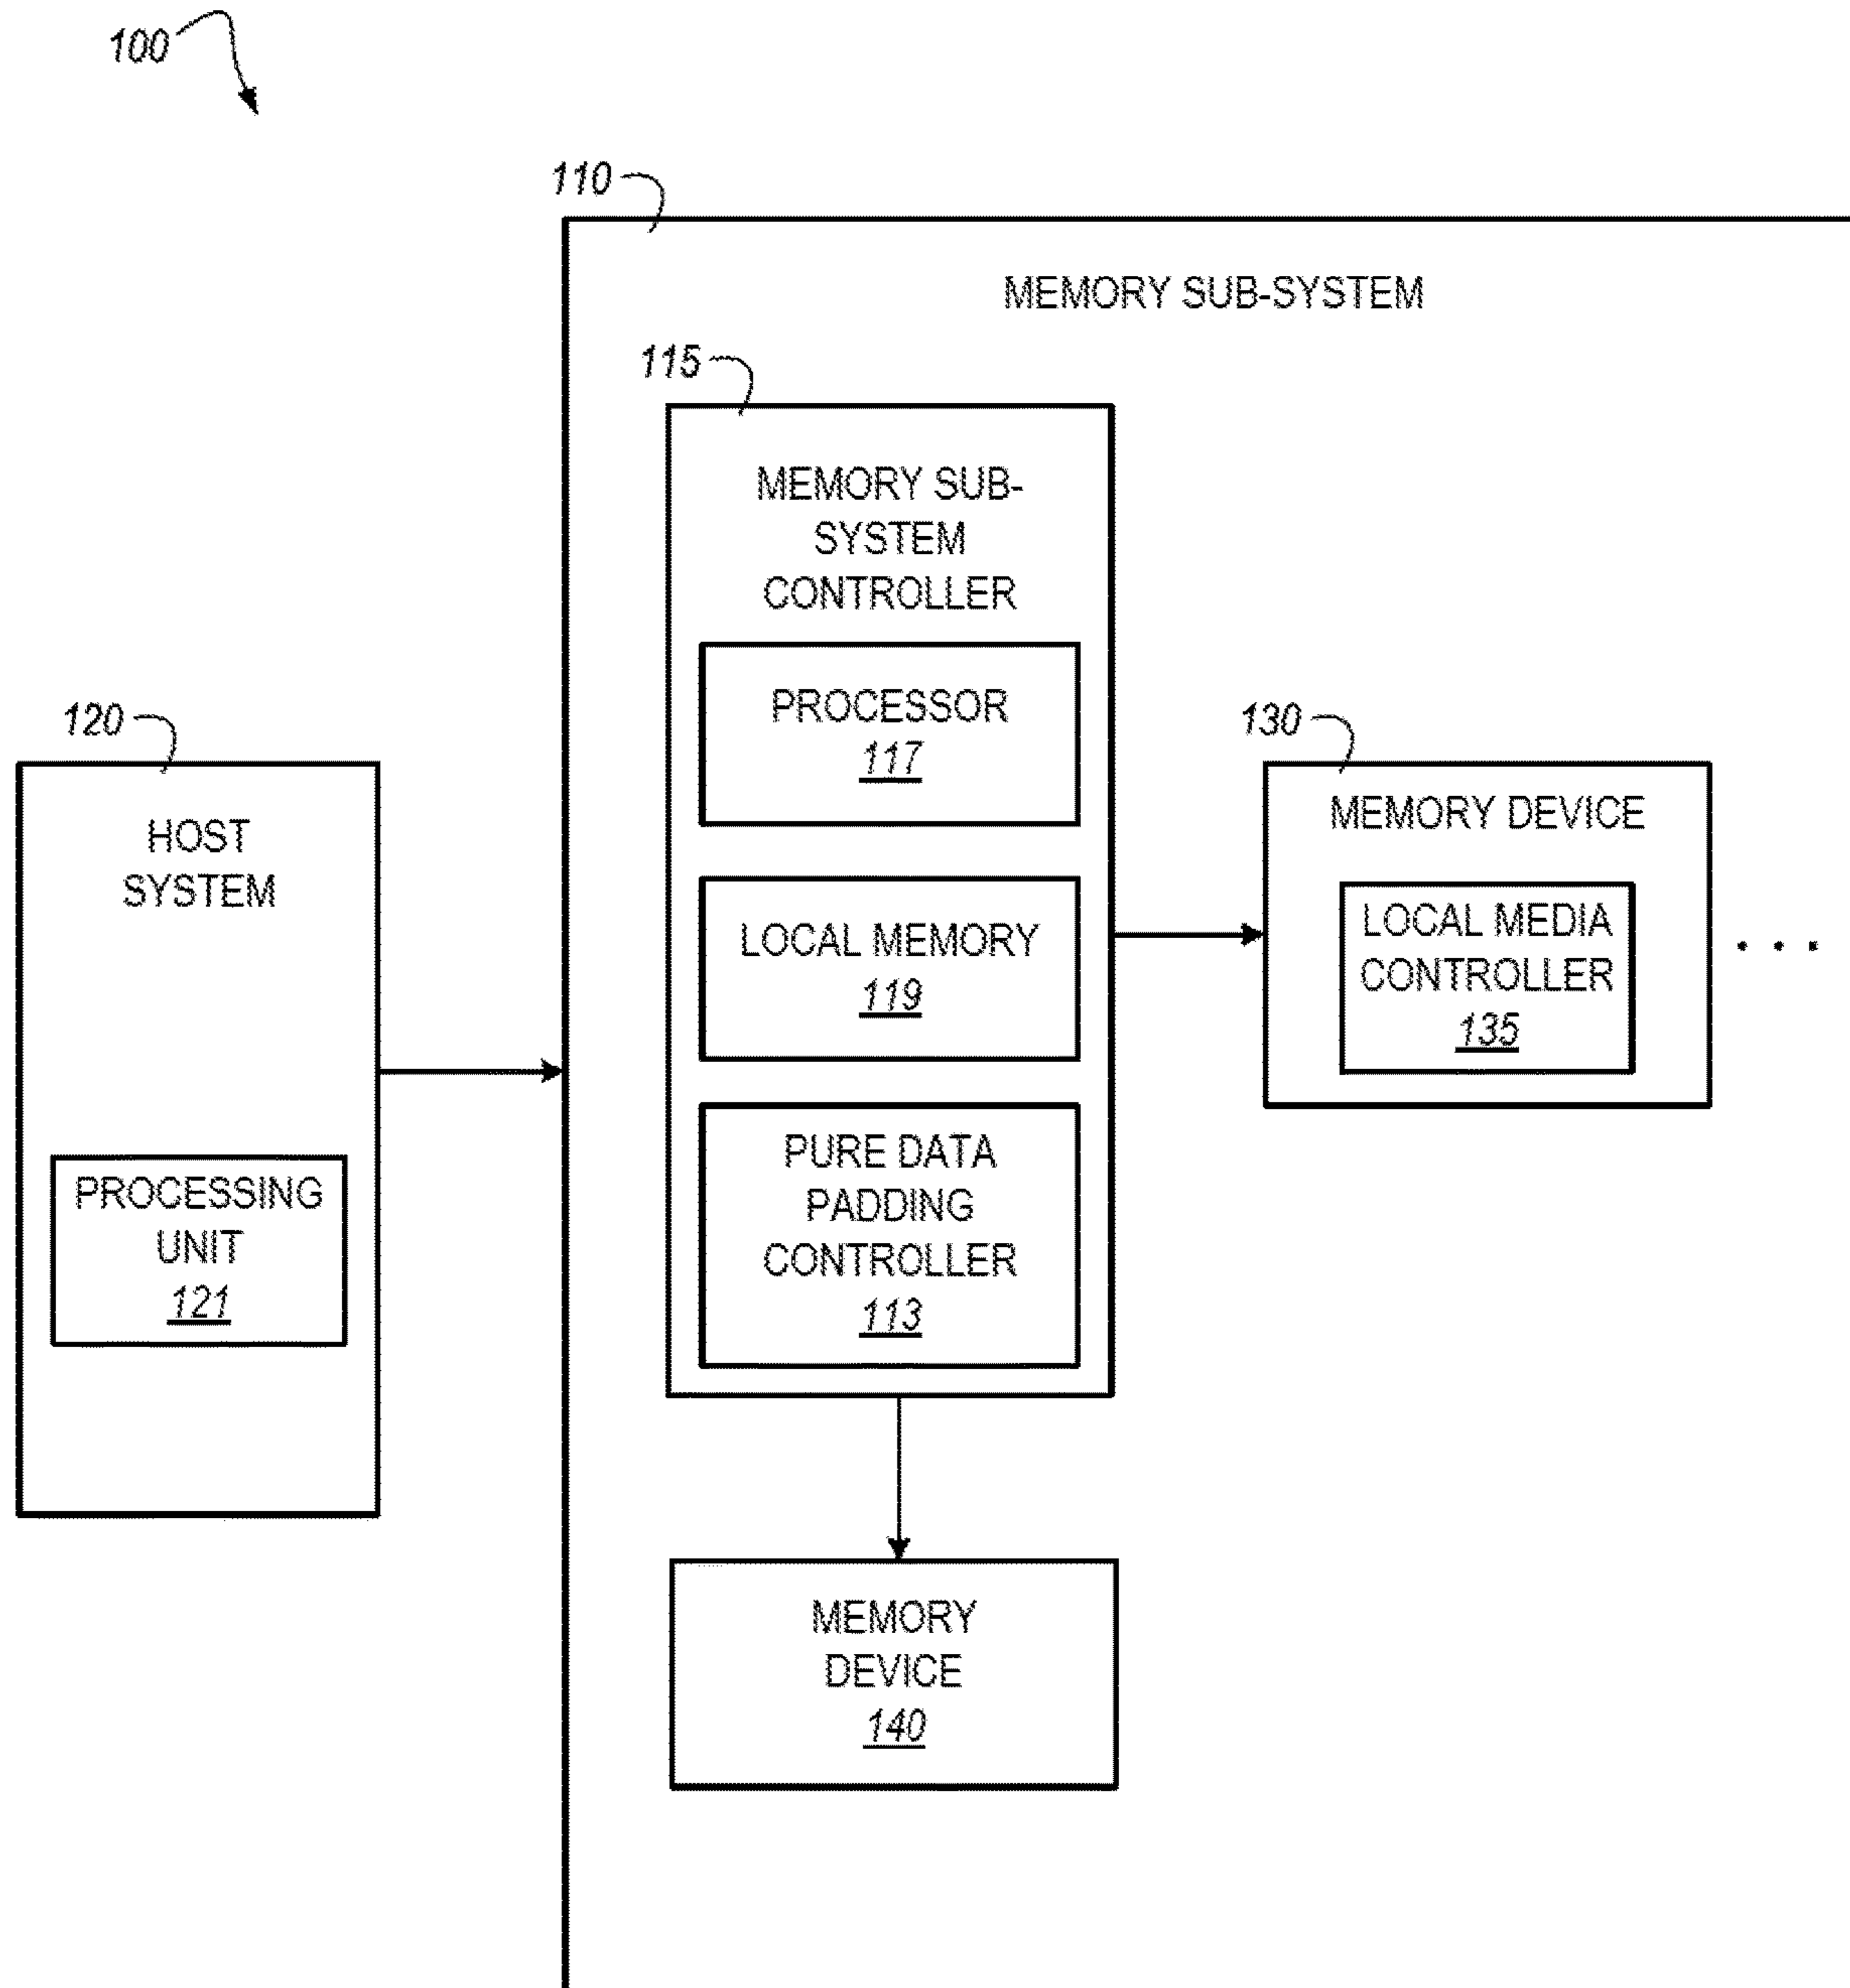 100
110
MEMORY SUB-SYSTEM
115
MEMORY SUB-
SYSTEM
CONTROLLER
PROCESSOR
117
LOCAL MEMORY
119
PURE DATA
PADDING
CONTROLLER
113
120
HOST
SYSTEM
PROCESSING
UNIT
121
130
MEMORY DEVICE
LOCAL MEDIA
CONTROLLER
135
. . .
MEMORY
DEVICE
140